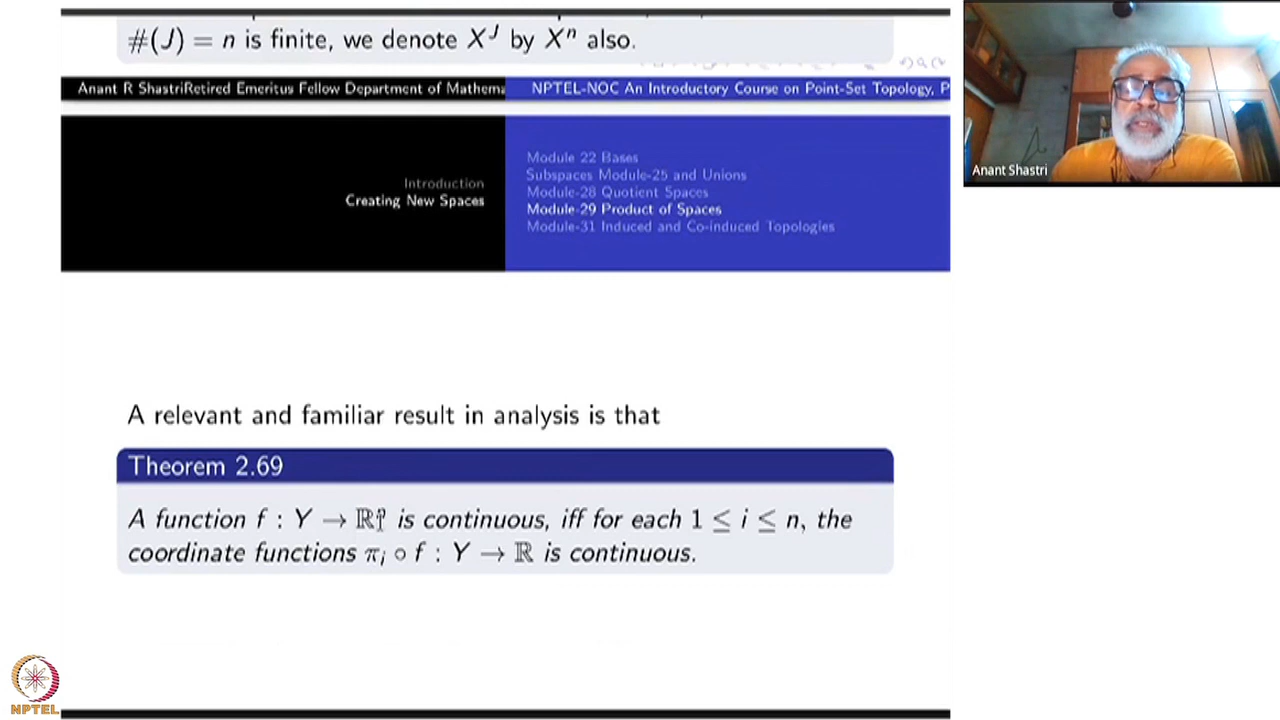 #(J) = n is finite, we denote X^J by X^n also.
Anant R ShastriRetired Emeritus Fellow Department of Mathema
NPTEL-NOC An Introductory Course on Point-Set Topology, P
Introduction
Creating New Spaces
Module 22 Bases
Subspaces Module-25 and Unions
Module-28 Quotient Spaces
Module-29 Product of Spaces
Module-31 Induced and Co-induced Topologies
A relevant and familiar result in analysis is that
Theorem 2.69
A function f : Y → ℝ^n is continuous, iff for each 1 ≤ i ≤ n, the
coordinate functions π_i ∘ f : Y → ℝ is continuous.
Anant Shastri
NPTEL